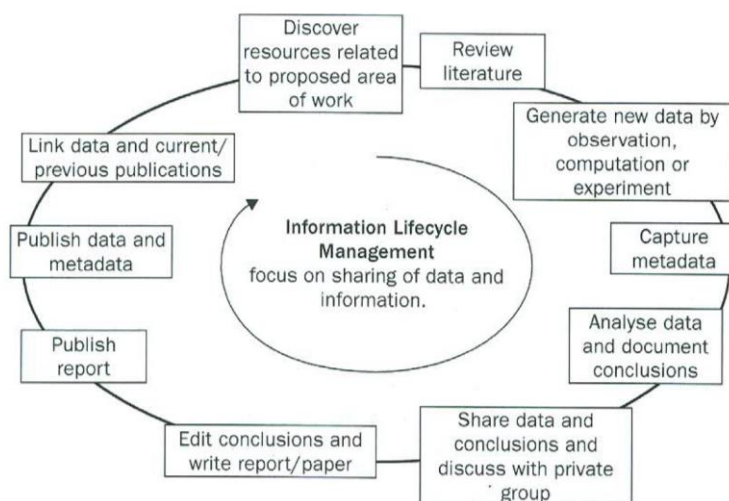 Discover
resources related
to proposed area
of work
Review
literature
Generate new data by
observation,
computation or
experiment
Capture
metadata
Analyse data
and document
conclusions
Share data and
conclusions and
discuss with private
group
Edit conclusions and
write report/paper
Publish
report
Publish data and
metadata
Link data and current/
previous publications
Information Lifecycle
Management
focus on sharing of data and
information.